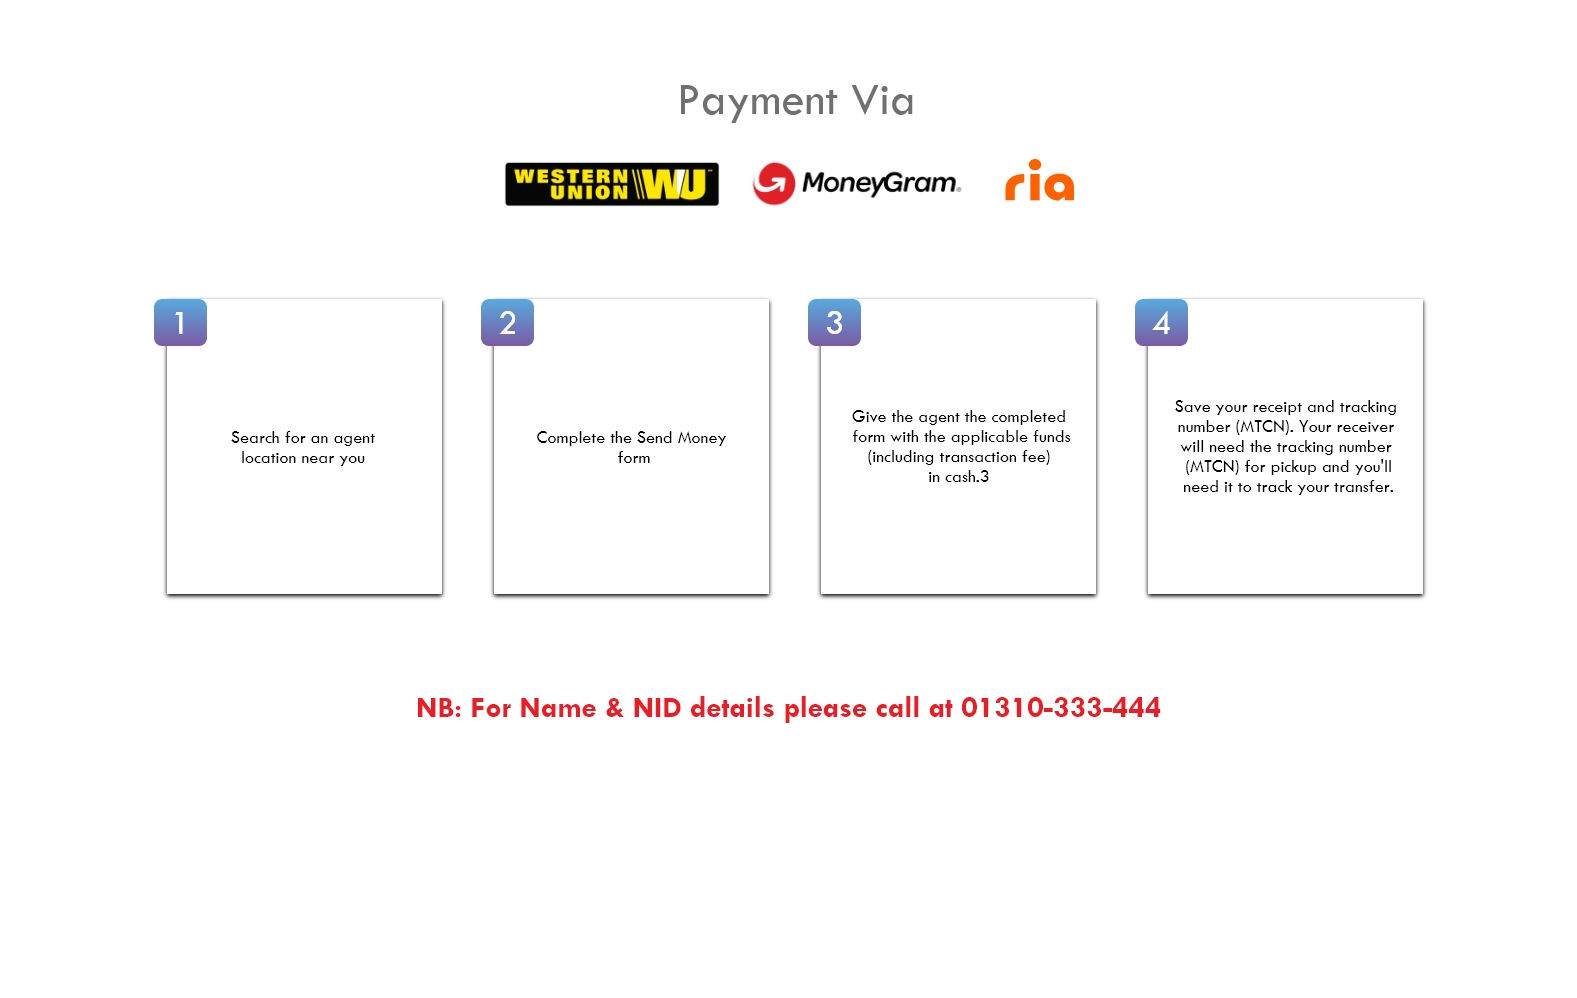 Payment Via
WESTERN UNION WU MoneyGram. ria
1
Search for an agent
location near you
2
Complete the Send Money
form
3
Give the agent the completed
form with the applicable funds
(including transaction fee)
in cash.3
4
Save your receipt and tracking
number (MTCN). Your receiver
will need the tracking number
(MTCN) for pickup and you'll
need it to track your transfer.
NB: For Name & NID details please call at 01310-333-444